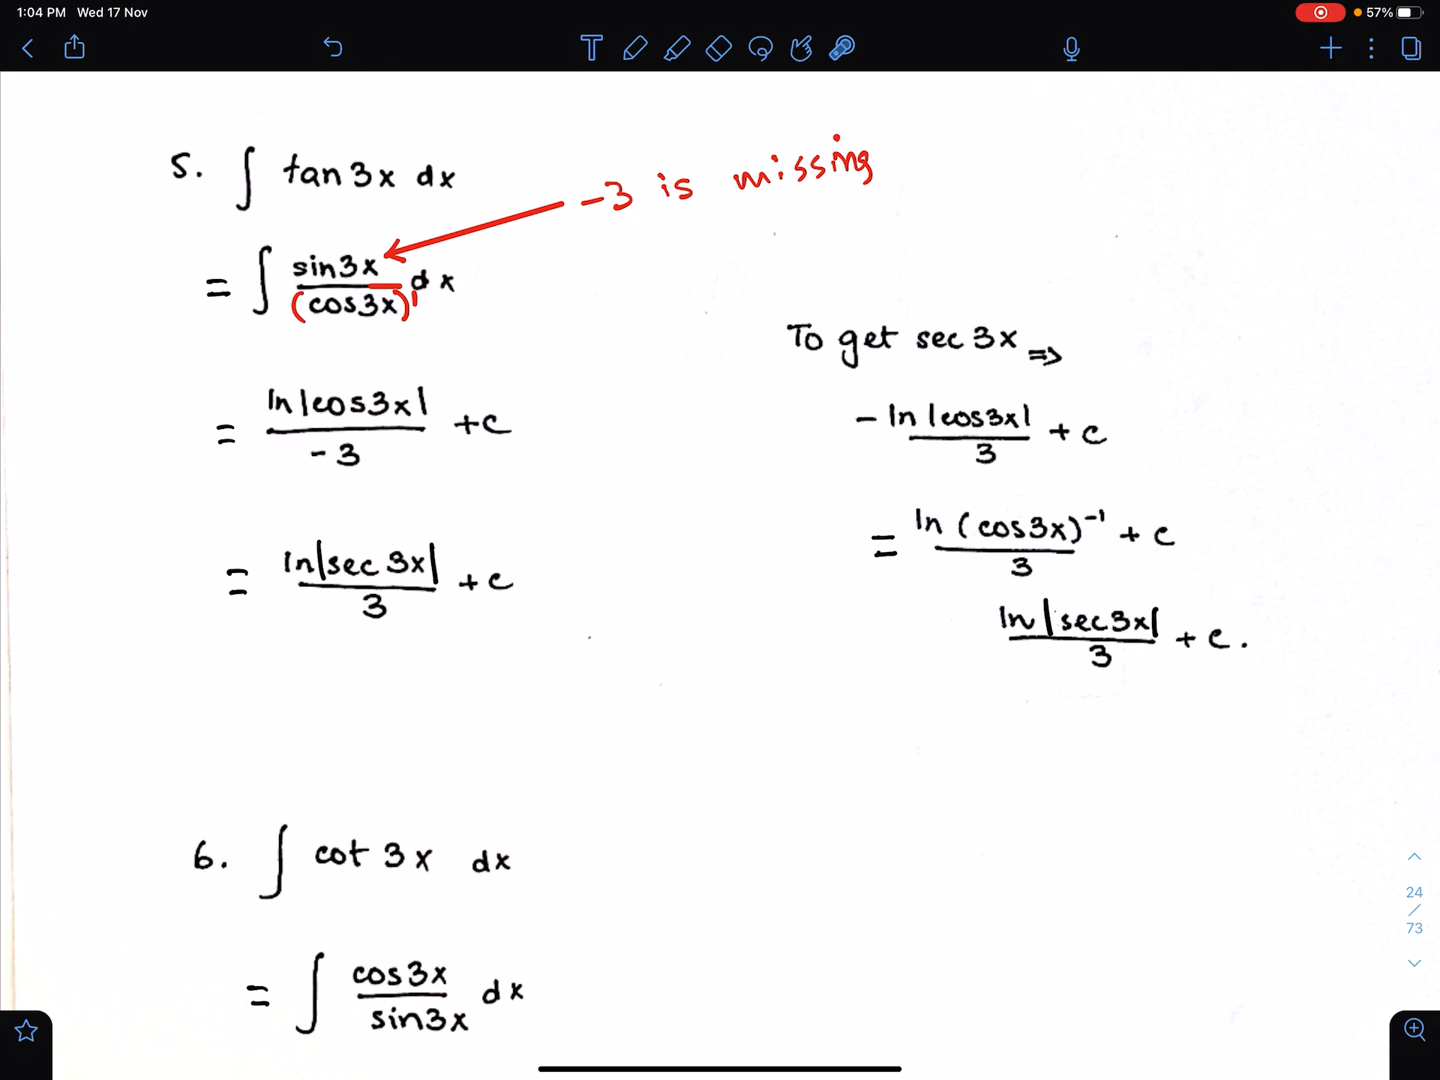 1:04 PM Wed 17 Nov
57%
5. ∫ tan 3x dx
-3 is missing
= ∫ sin3x/(cos3x)¹ dx
= ln|cos3x|/-3 + c
= ln|sec 3x|/3 + c
To get sec 3x ⇒
- ln|cos3x|/3 + c
= ln (cos3x)⁻¹/3 + c
ln |sec3x|/3 + c.
6. ∫ cot 3x dx
= ∫ cos3x/sin3x dx
24
/
73